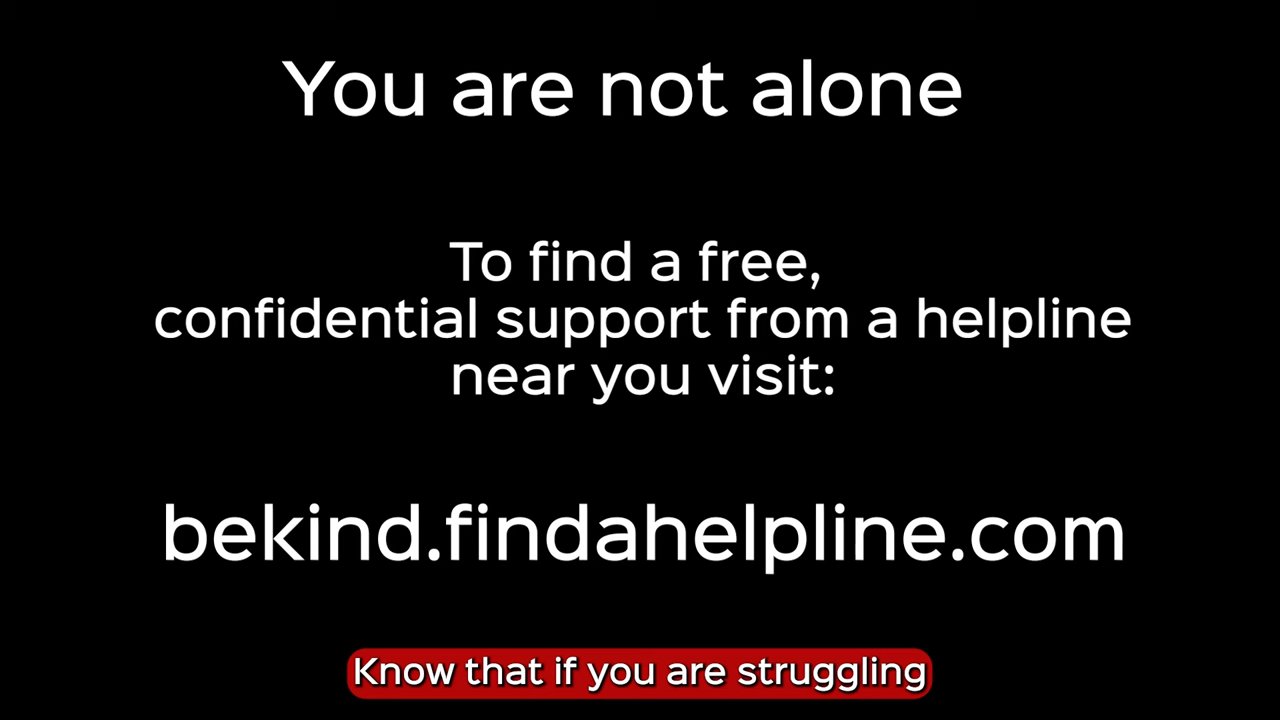 You are not alone
To find a free,
confidential support from a helpline
near you visit:
bekind.findahelpline.com
Know that if you are struggling